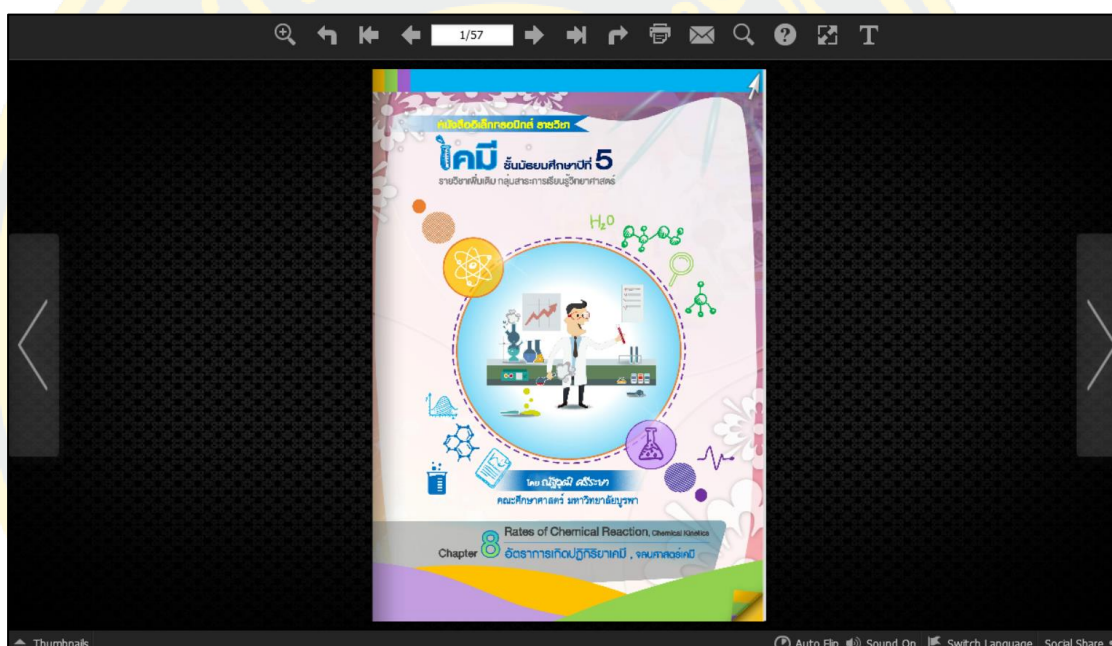 1/57
หนังสืออิเล็กทรอนิกส์ รายวิชา
เคมี ชั้นมัธยมศึกษาปีที่ 5
รายวิชาเพิ่มเติม กลุ่มสาระการเรียนรู้วิทยาศาสตร์
H2O
โดย ณัฐวุฒิ ศรีระษา
คณะศึกษาศาสตร์ มหาวิทยาลัยบูรพา
Chapter 8
Rates of Chemical Reaction, Chemical Kinetics
อัตราการเกิดปฏิกิริยาเคมี , จลนศาสตร์เคมี
Thumbnails
Auto Flip Sound On Switch Language Social Share